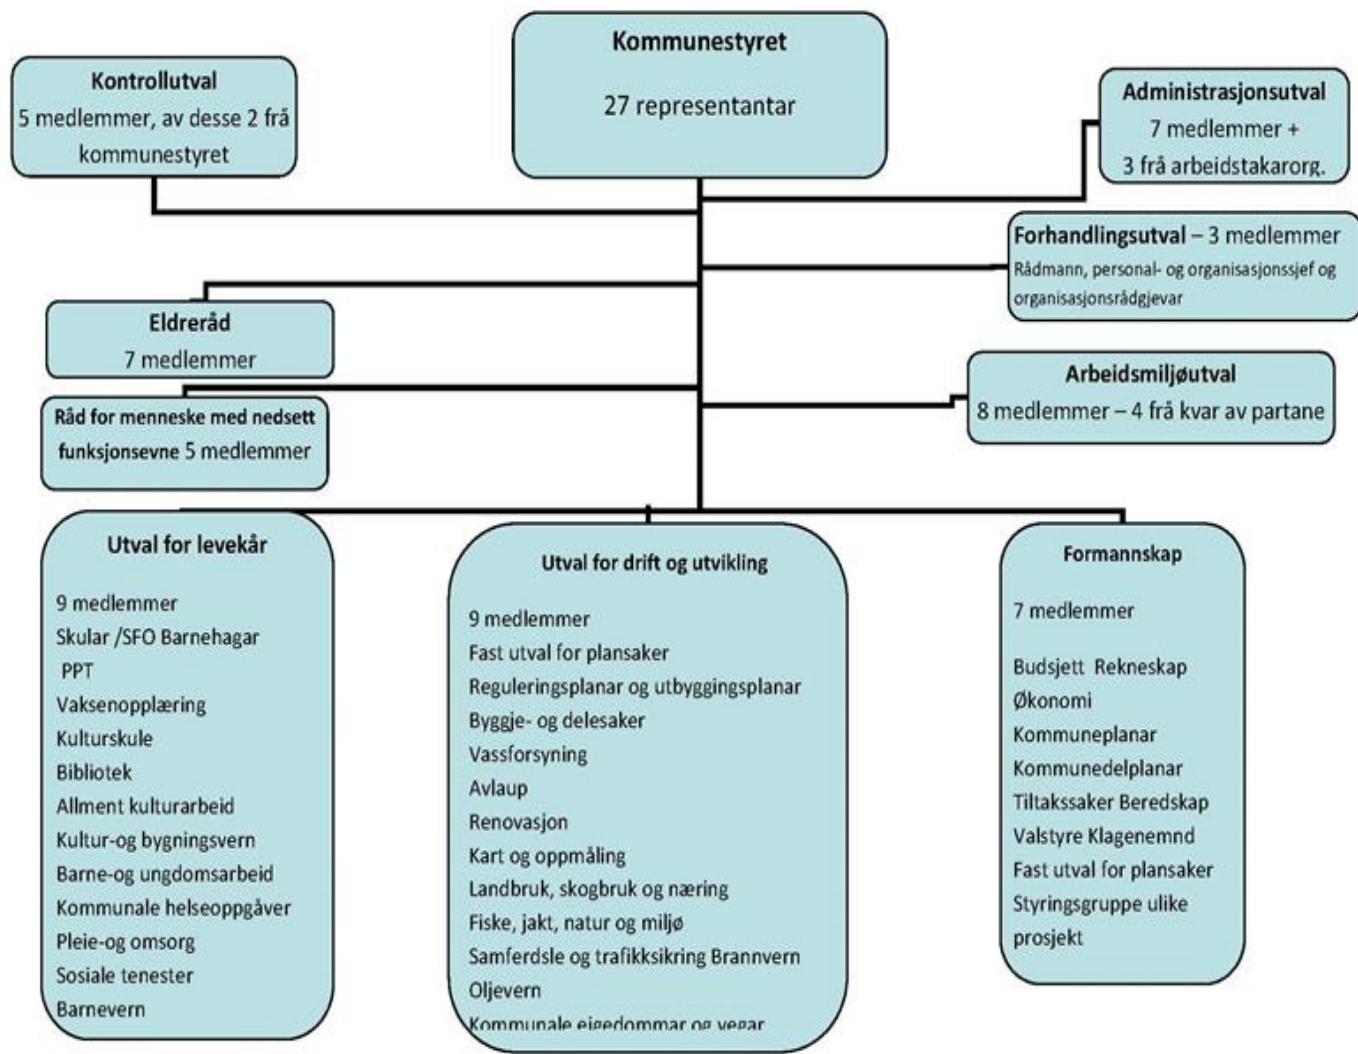 Kommunestyret
27 representantar
Kontrollutval
5 medlemmer, av desse 2 frå
kommunestyret
Administrasjonsutval
7 medlemmer +
3 frå arbeidstakarorg.
Forhandlingsutval – 3 medlemmer
Rådmann, personal- og organisasjonssjef og
organisjonsrådgjevar
Eldreråd
7 medlemmer
Arbeidsmiljøutval
8 medlemmer – 4 frå kvar av partane
Råd for menneske med nedsett
funksjonsevne 5 medlemmer
Utval for levekår
9 medlemmer
Skular /SFO Barnehagar
PPT
Vaksenopplæring
Kulturskule
Bibliotek
Allment kulturarbeid
Kultur-og bygningsvern
Barne-og ungdomsarbeid
Kommunale helseoppgåver
Pleie-og omsorg
Sosiale tenester
Barnevern
Utval for drift og utvikling
9 medlemmer
Fast utval for plansaker
Reguleringsplanar og utbyggingsplanar
Byggje- og delesaker
Vassforsyning
Avlaup
Renovasjon
Kart og oppmåling
Landbruk, skogbruk og næring
Fiske, jakt, natur og miljø
Samferdsle og trafikksikring Brannvern
Oljevern
Kommunale eigedommar og vegar
Formannskap
7 medlemmer
Budsjett Rekneskap
Økonomi
Kommuneplanar
Kommunedelplanar
Tiltakssaker Beredskap
Valstyre Klagenemnd
Fast utval for plansaker
Styringsgruppe ulike
prosjekt